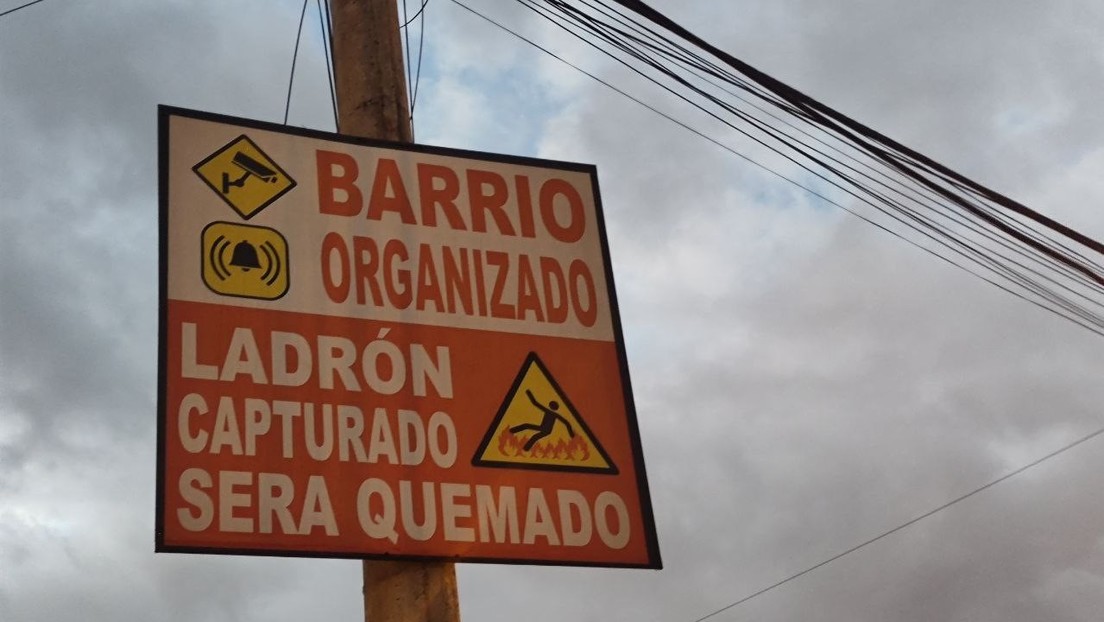 BARRIO
ORGANIZADO
LADRÓN
CAPTURADO
SERA QUEMADO